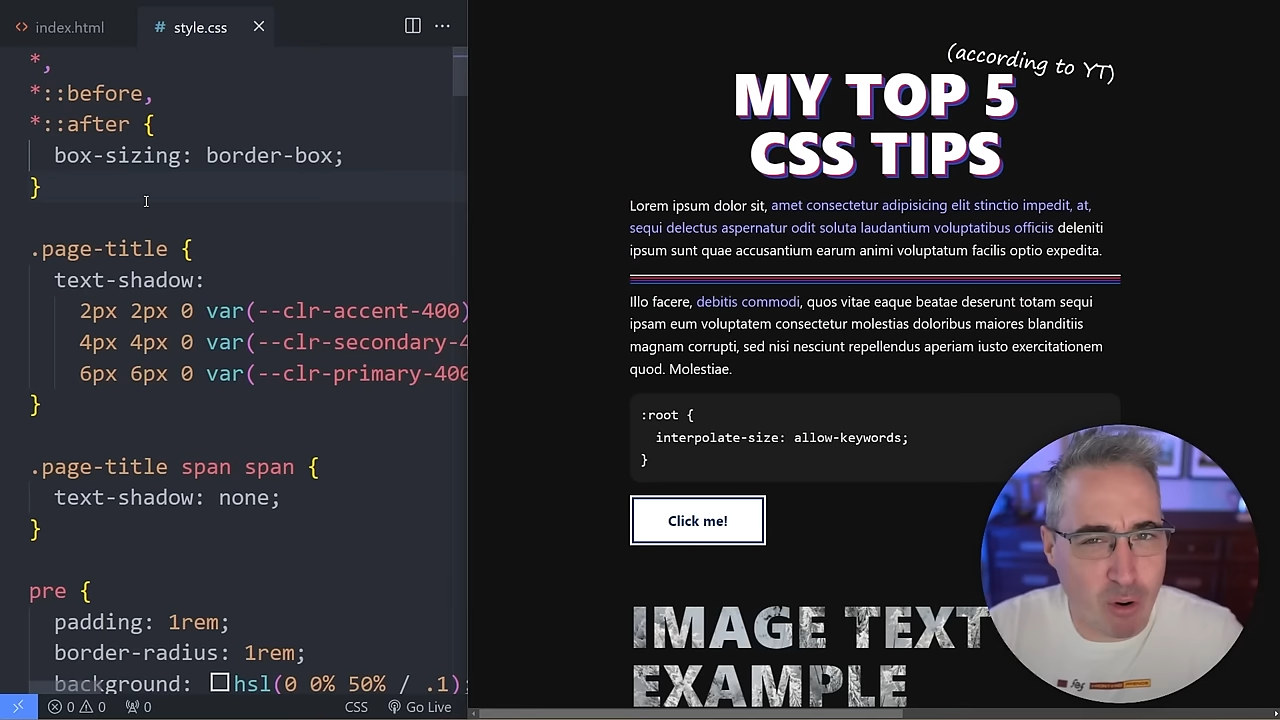 index.html
style.css
*,
*::before,
*::after {
box-sizing: border-box;
}
.page-title {
text-shadow:
2px 2px 0 var(--clr-accent-400)
4px 4px 0 var(--clr-secondary-4
6px 6px 0 var(--clr-primary-400
}
.page-title span span {
text-shadow: none;
}
pre {
padding: 1rem;
border-radius: 1rem;
background: hsl(0 0% 50% / .1);
0 0 0
CSS
Go Live
(according to YT)
MY TOP 5
CSS TIPS
Lorem ipsum dolor sit, amet consectetur adipisicing elit stinctio impedit, at,
sequi delectus aspernatur odit soluta laudantium voluptatibus officiis deleniti
ipsum sunt quae accusantium earum animi voluptatum facilis optio expedita.
Illo facere, debitis commodi, quos vitae eaque beatae deserunt totam sequi
ipsam eum voluptatem consectetur molestias doloribus maiores blanditiis
magnam corrupti, sed nisi nesciunt repellendus aperiam iusto exercitationem
quod. Molestiae.
:root {
interpolate-size: allow-keywords;
}
Click me!
IMAGE TEXT
EXAMPLE